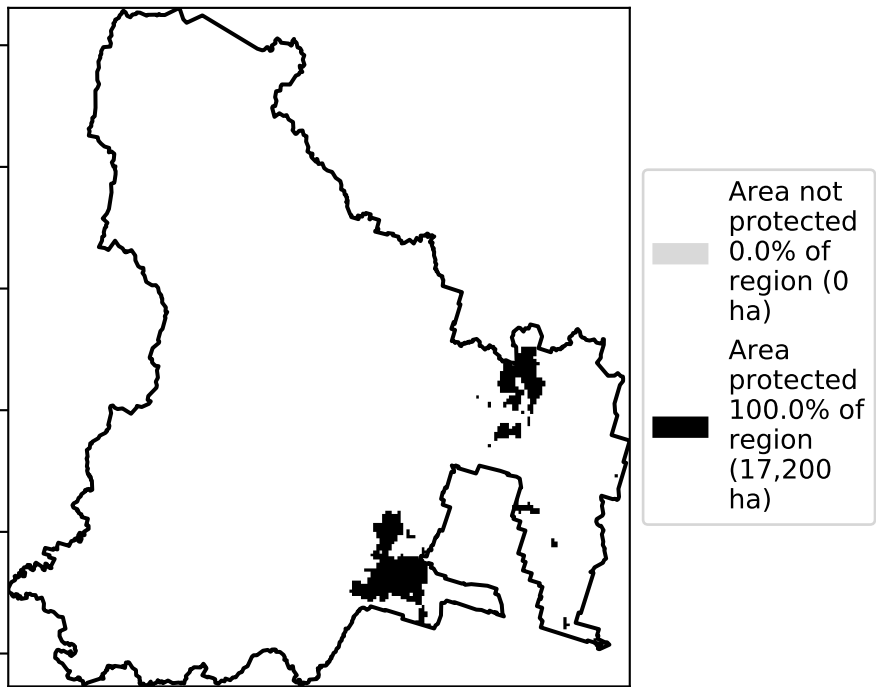 Area not
protected
0.0% of
region (0
ha)
Area
protected
100.0% of
region
(17,200
ha)